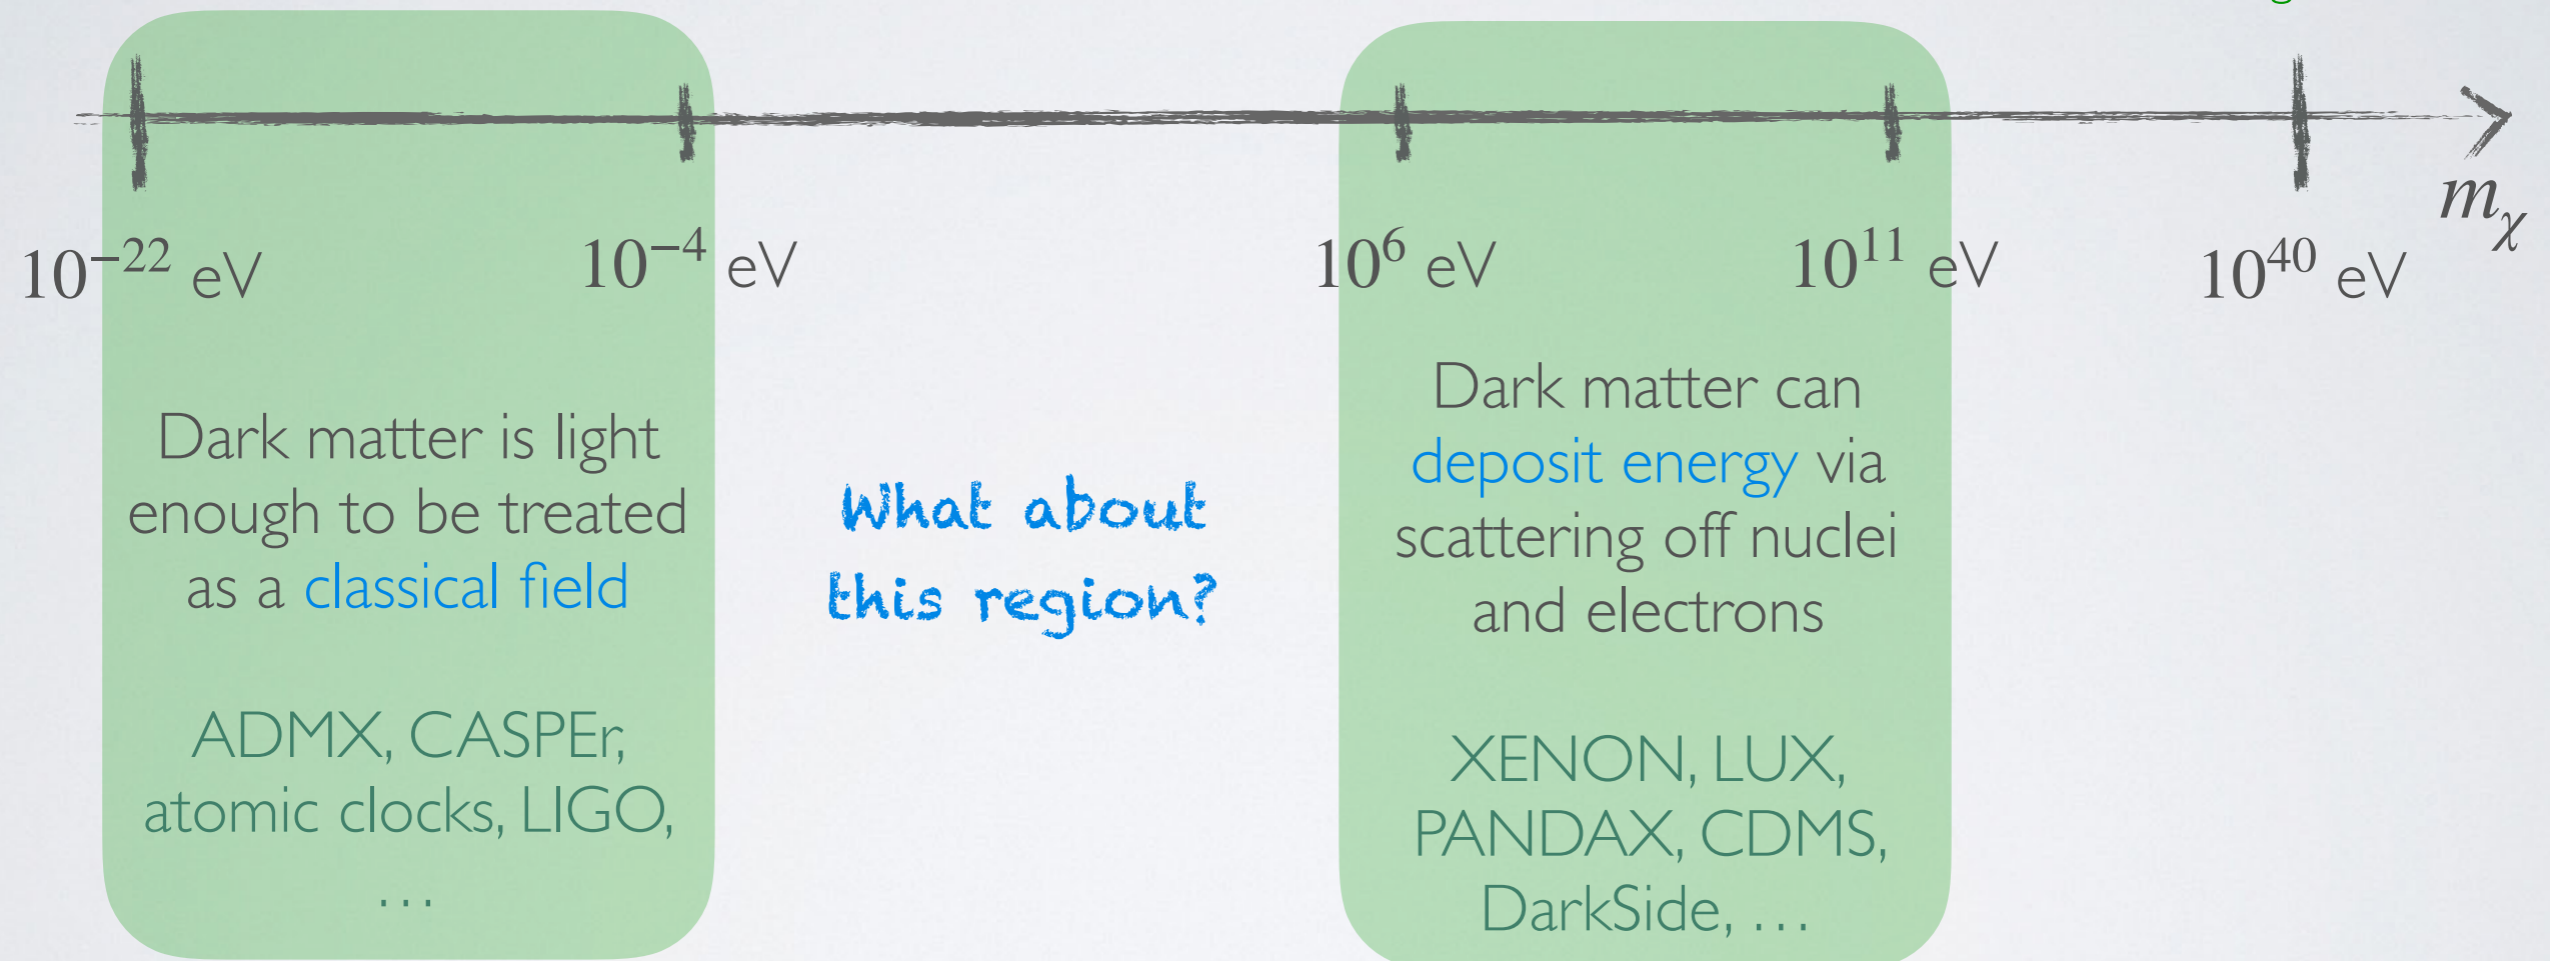 10⁻²² eV
10⁻⁴ eV
10⁶ eV
10¹¹ eV
10⁴⁰ eV
mᵪ
Dark matter is light
enough to be treated
as a classical field
ADMX, CASPEr,
atomic clocks, LIGO,
...
What about
this region?
Dark matter can
deposit energy via
scattering off nuclei
and electrons
XENON, LUX,
PANDAX, CDMS,
DarkSide, ...